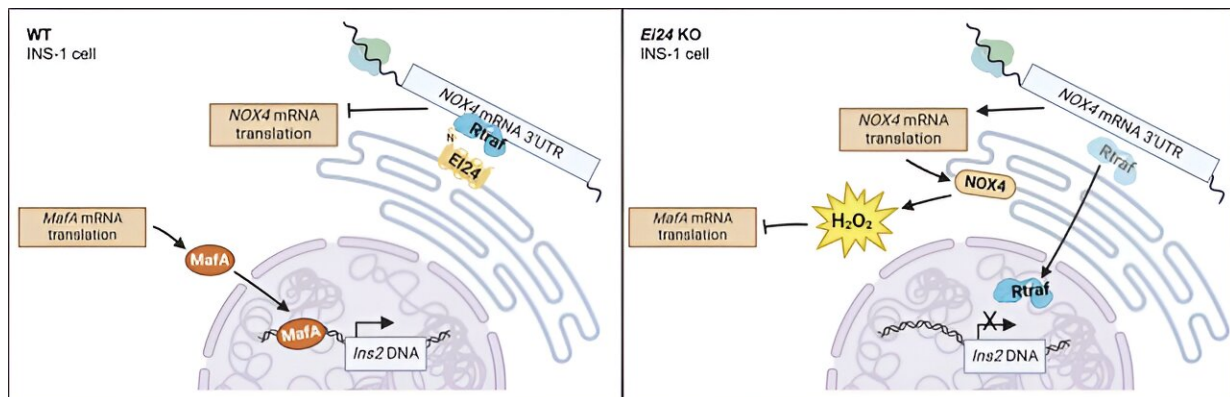 WT
INS-1 cell
NOX4 mRNA 3'UTR
NOX4 mRNA
translation
Rtraf
N-
EI24
MafA mRNA
translation
MafA
MafA
Ins2 DNA
Ei24 KO
INS-1 cell
NOX4 mRNA 3'UTR
NOX4 mRNA
translation
Rtraf
NOX4
H₂O₂
MafA mRNA
translation
Rtraf
X
Ins2 DNA